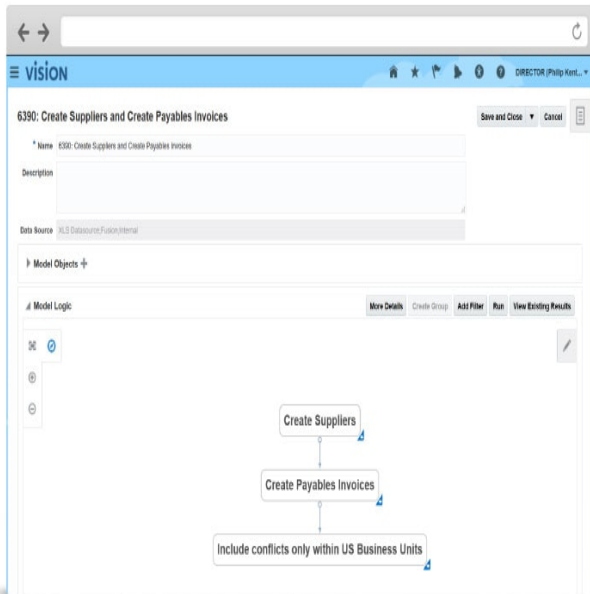 VISION
DIRECTOR (Philip Kent...
6390: Create Suppliers and Create Payables Invoices
Save and Close Cancel
* Name 6390: Create Suppliers and Create Payables Invoices
Description
Data Source XLS Datasource,Fusion,Internal
Model Objects
Model Logic
More Details Create Group Add Filter Run View Existing Results
Create Suppliers
Create Payables Invoices
Include conflicts only within US Business Units